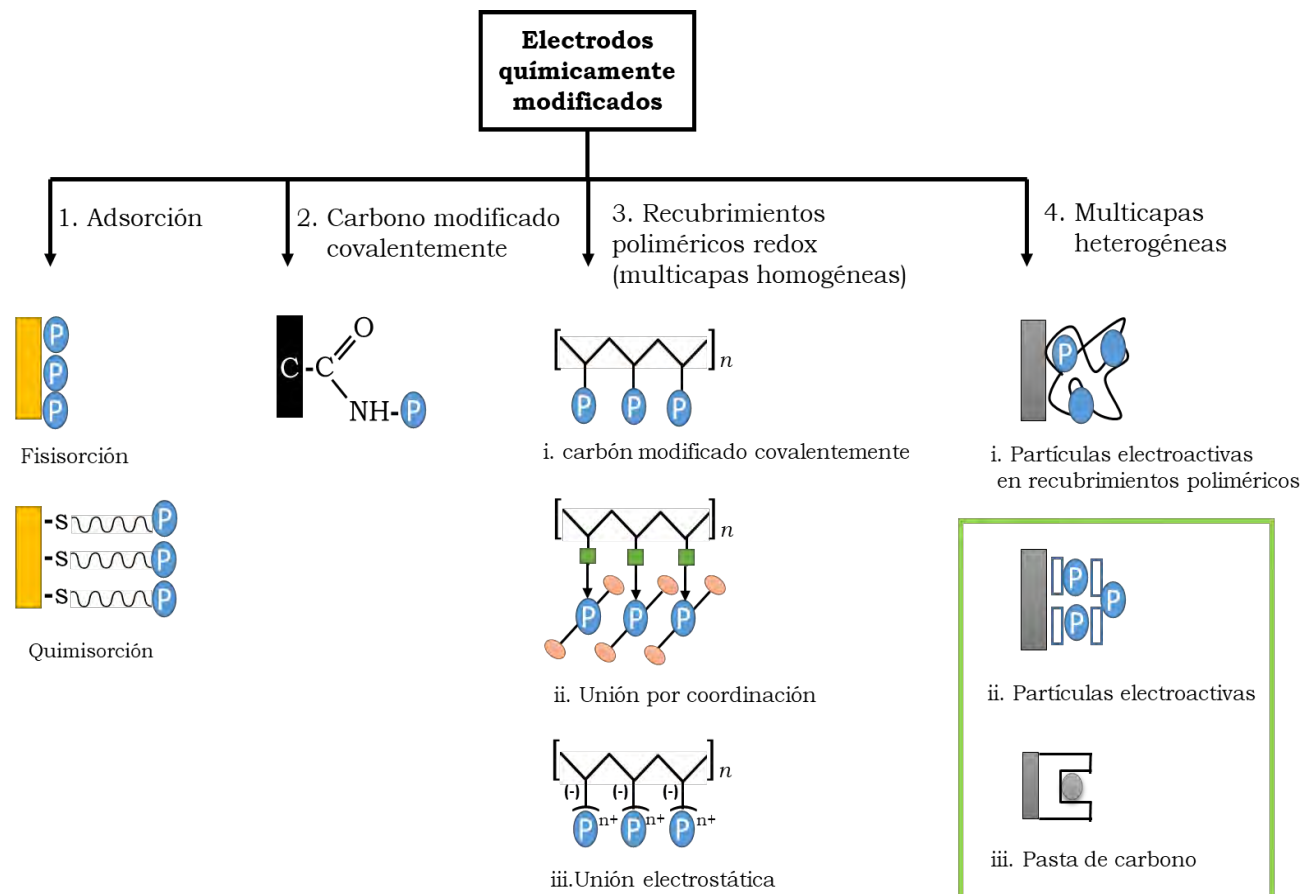 Electrodos
químicamente
modificados
1. Adsorción
2. Carbono modificado
covalentemente
3. Recubrimientos
poliméricos redox
(multicapas homogéneas)
4. Multicapas
heterogéneas
P
P
P
Fisisorción
-S P
-S P
-S P
Quimisorción
C-C
O
NH-P
[ ]n
P P P
i. carbón modificado covalentemente
[ ]n
P P P
ii. Unión por coordinación
[ ]n
(-) (-) (-)
P n+ P n+ P n+
iii.Unión electrostática
P
i. Partículas electroactivas
en recubrimientos poliméricos
P
P
P
ii. Partículas electroactivas
iii. Pasta de carbono